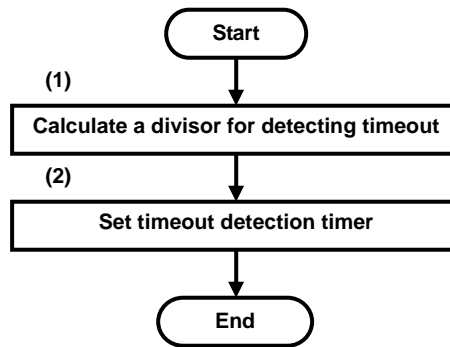 Start
(1)
Calculate a divisor for detecting timeout
(2)
Set timeout detection timer
End